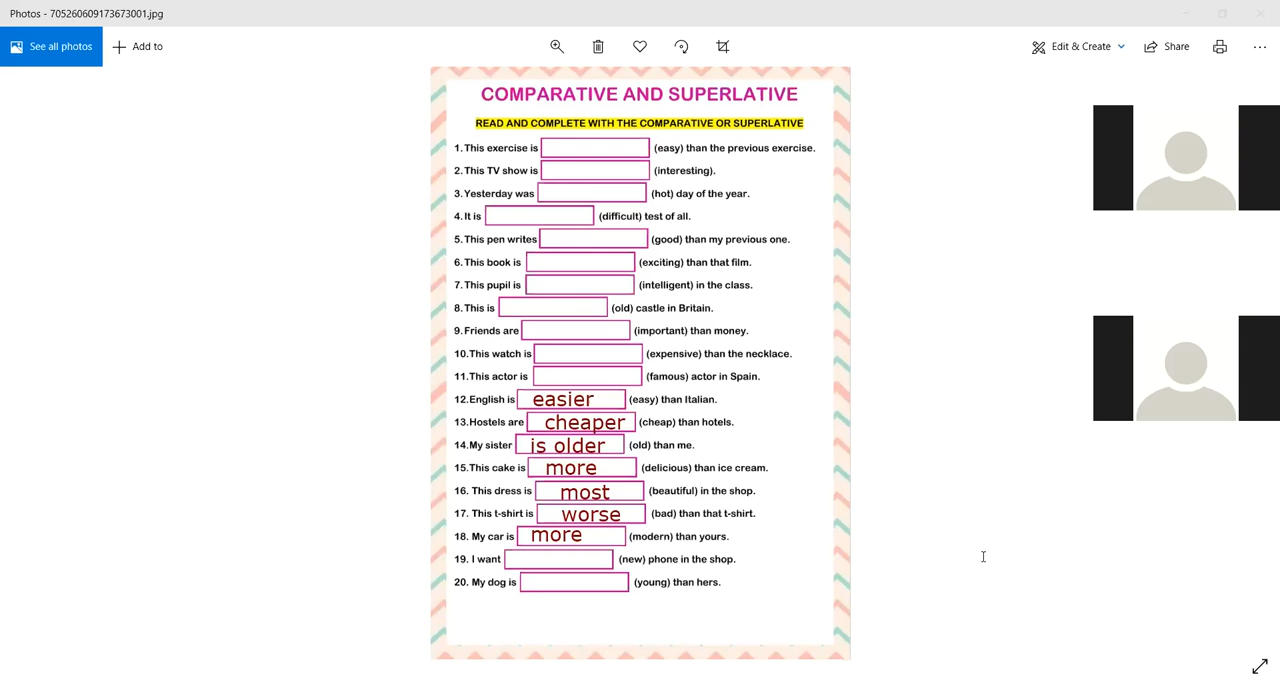 Photos - 705260609173673001.jpg
See all photos
Add to
Edit & Create
Share
COMPARATIVE AND SUPERLATIVE
READ AND COMPLETE WITH THE COMPARATIVE OR SUPERLATIVE
1.This exercise is (easy) than the previous exercise.
2.This TV show is (interesting).
3.Yesterday was (hot) day of the year.
4.It is (difficult) test of all.
5.This pen writes (good) than my previous one.
6.This book is (exciting) than that film.
7.This pupil is (intelligent) in the class.
8.This is (old) castle in Britain.
9.Friends are (important) than money.
10.This watch is (expensive) than the necklace.
11.This actor is (famous) actor in Spain.
12.English is easier (easy) than Italian.
13.Hostels are cheaper (cheap) than hotels.
14.My sister is older (old) than me.
15.This cake is more (delicious) than ice cream.
16. This dress is most (beautiful) in the shop.
17. This t-shirt is worse (bad) than that t-shirt.
18. My car is more (modern) than yours.
19. I want (new) phone in the shop.
20. My dog is (young) than hers.